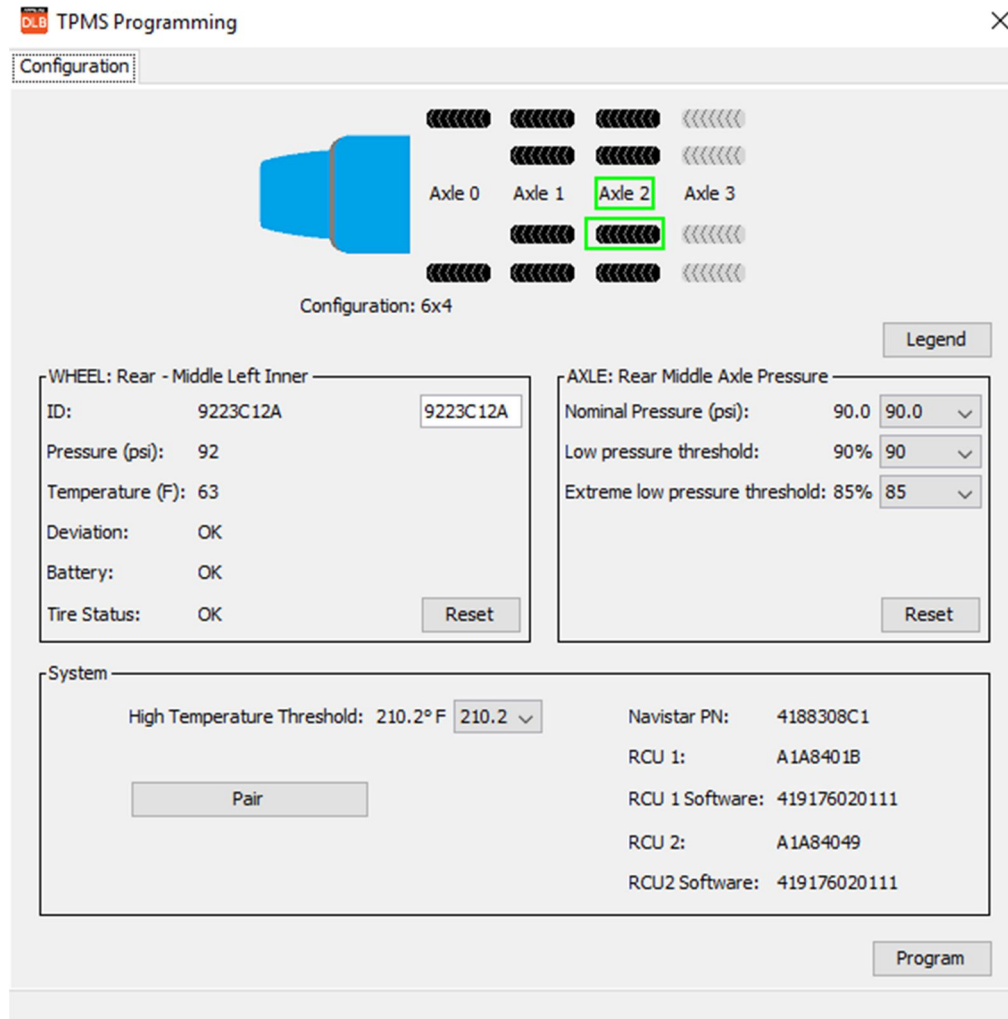 DLB TPMS Programming
Configuration
Axle 0 Axle 1 Axle 2 Axle 3
Configuration: 6x4
Legend
WHEEL: Rear - Middle Left Inner
ID: 9223C12A 9223C12A
Pressure (psi): 92
Temperature (F): 63
Deviation: OK
Battery: OK
Tire Status: OK
Reset
AXLE: Rear Middle Axle Pressure
Nominal Pressure (psi): 90.0 90.0
Low pressure threshold: 90% 90
Extreme low pressure threshold: 85% 85
Reset
System
High Temperature Threshold: 210.2° F 210.2
Pair
Navistar PN: 4188308C1
RCU 1: A1A8401B
RCU 1 Software: 419176020111
RCU 2: A1A84049
RCU2 Software: 419176020111
Program